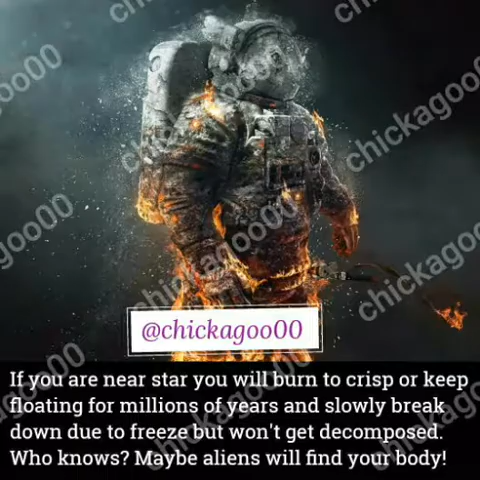 chickagoo00
@chickagoo00
If you are near star you will burn to crisp or keep
floating for millions of years and slowly break
down due to freeze but won't get decomposed.
Who knows? Maybe aliens will find your body!